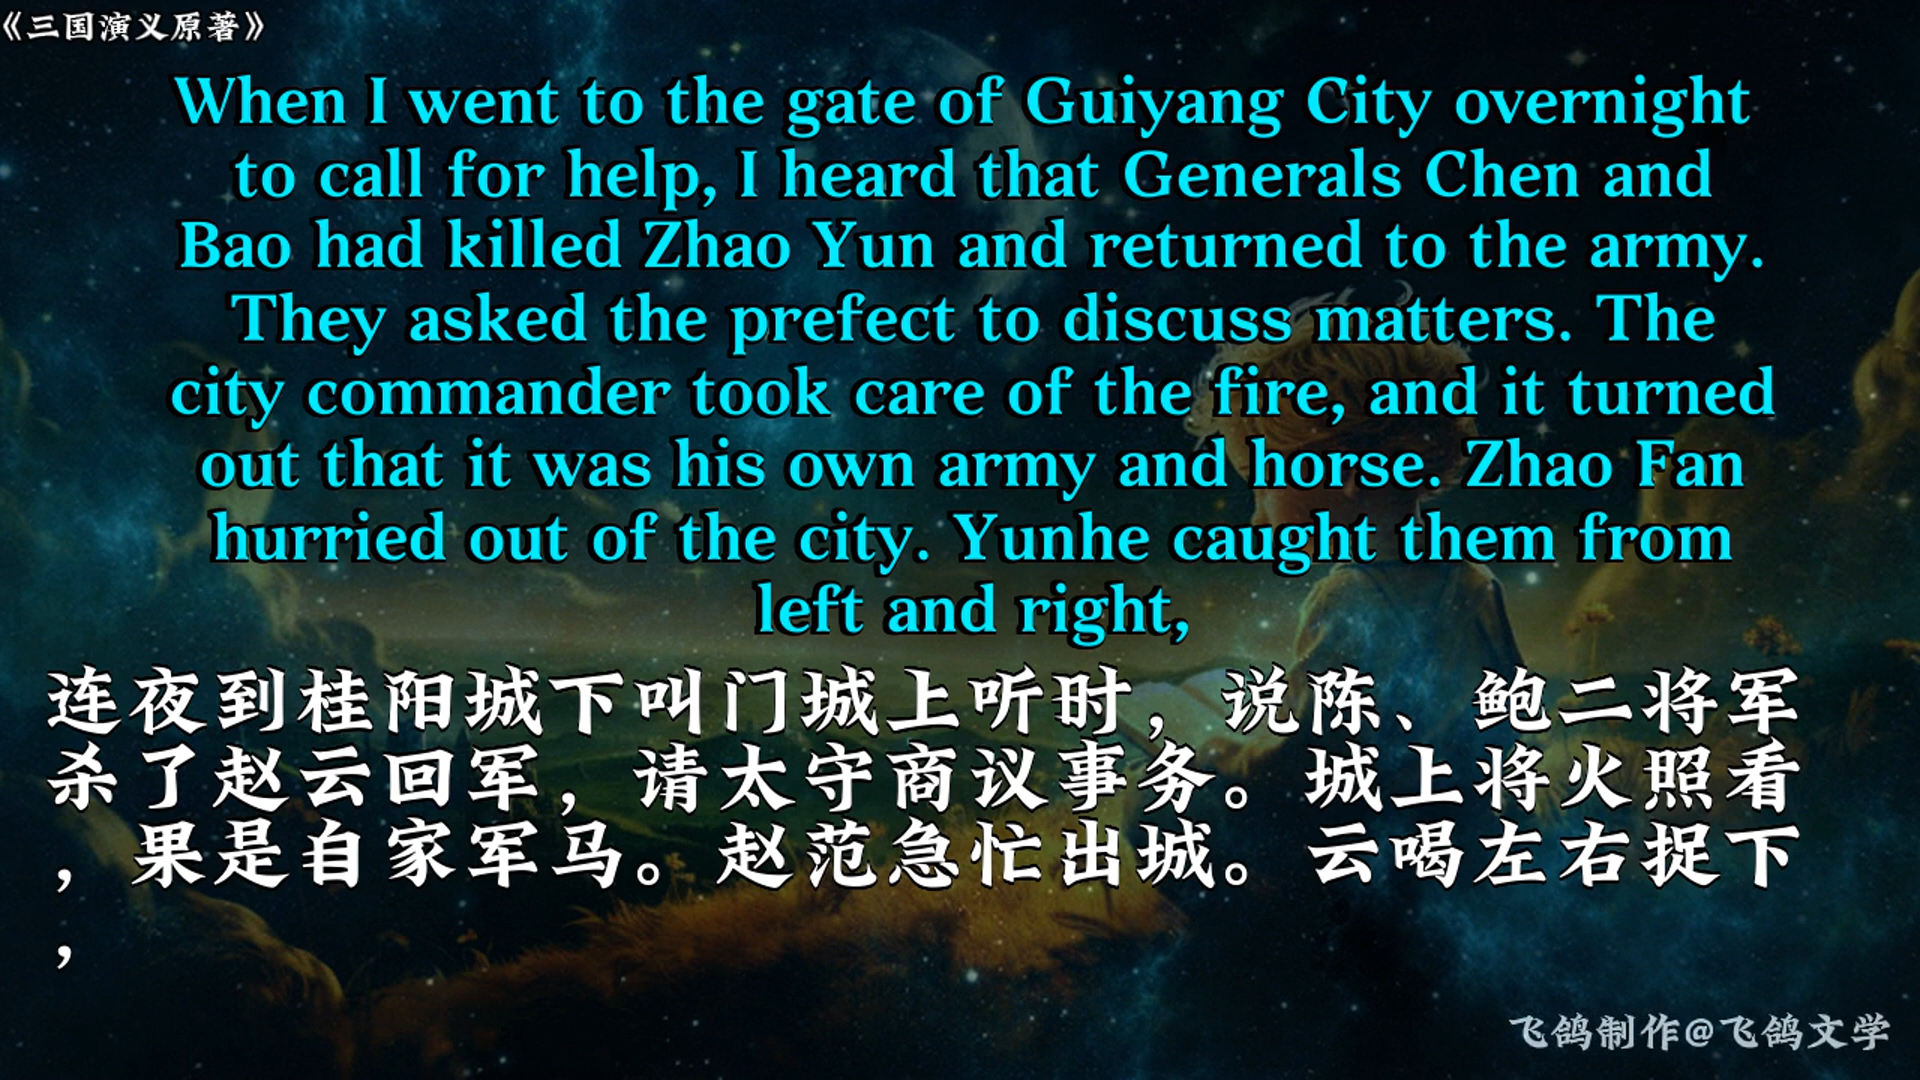 《三国演义原著》
When I went to the gate of Guiyang City overnight
to call for help, I heard that Generals Chen and
Bao had killed Zhao Yun and returned to the army.
They asked the prefect to discuss matters. The
city commander took care of the fire, and it turned
out that it was his own army and horse. Zhao Fan
hurried out of the city. Yunhe caught them from
left and right,
连夜到桂阳城下叫门城上听时，说陈、鲍二将军
杀了赵云回军，请太守商议事务。城上将火照看
，果是自家军马。赵范急忙出城。云喝左右捉下
，
飞鸽制作@飞鸽文学